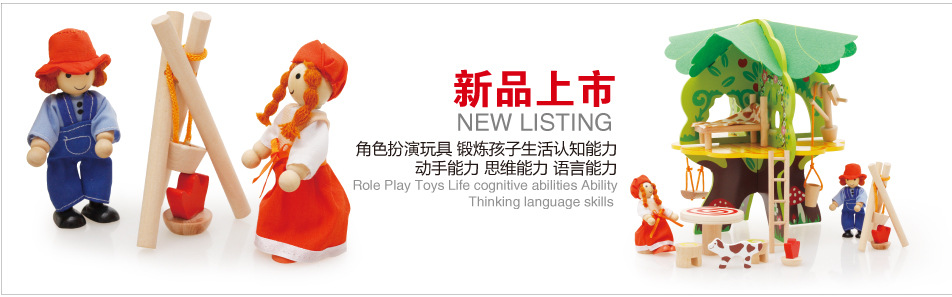 新品上市
NEW LISTING
角色扮演玩具 锻炼孩子生活认知能力
动手能力 思维能力 语言能力
Role Play Toys Life cognitive abilities Ability
Thinking language skills